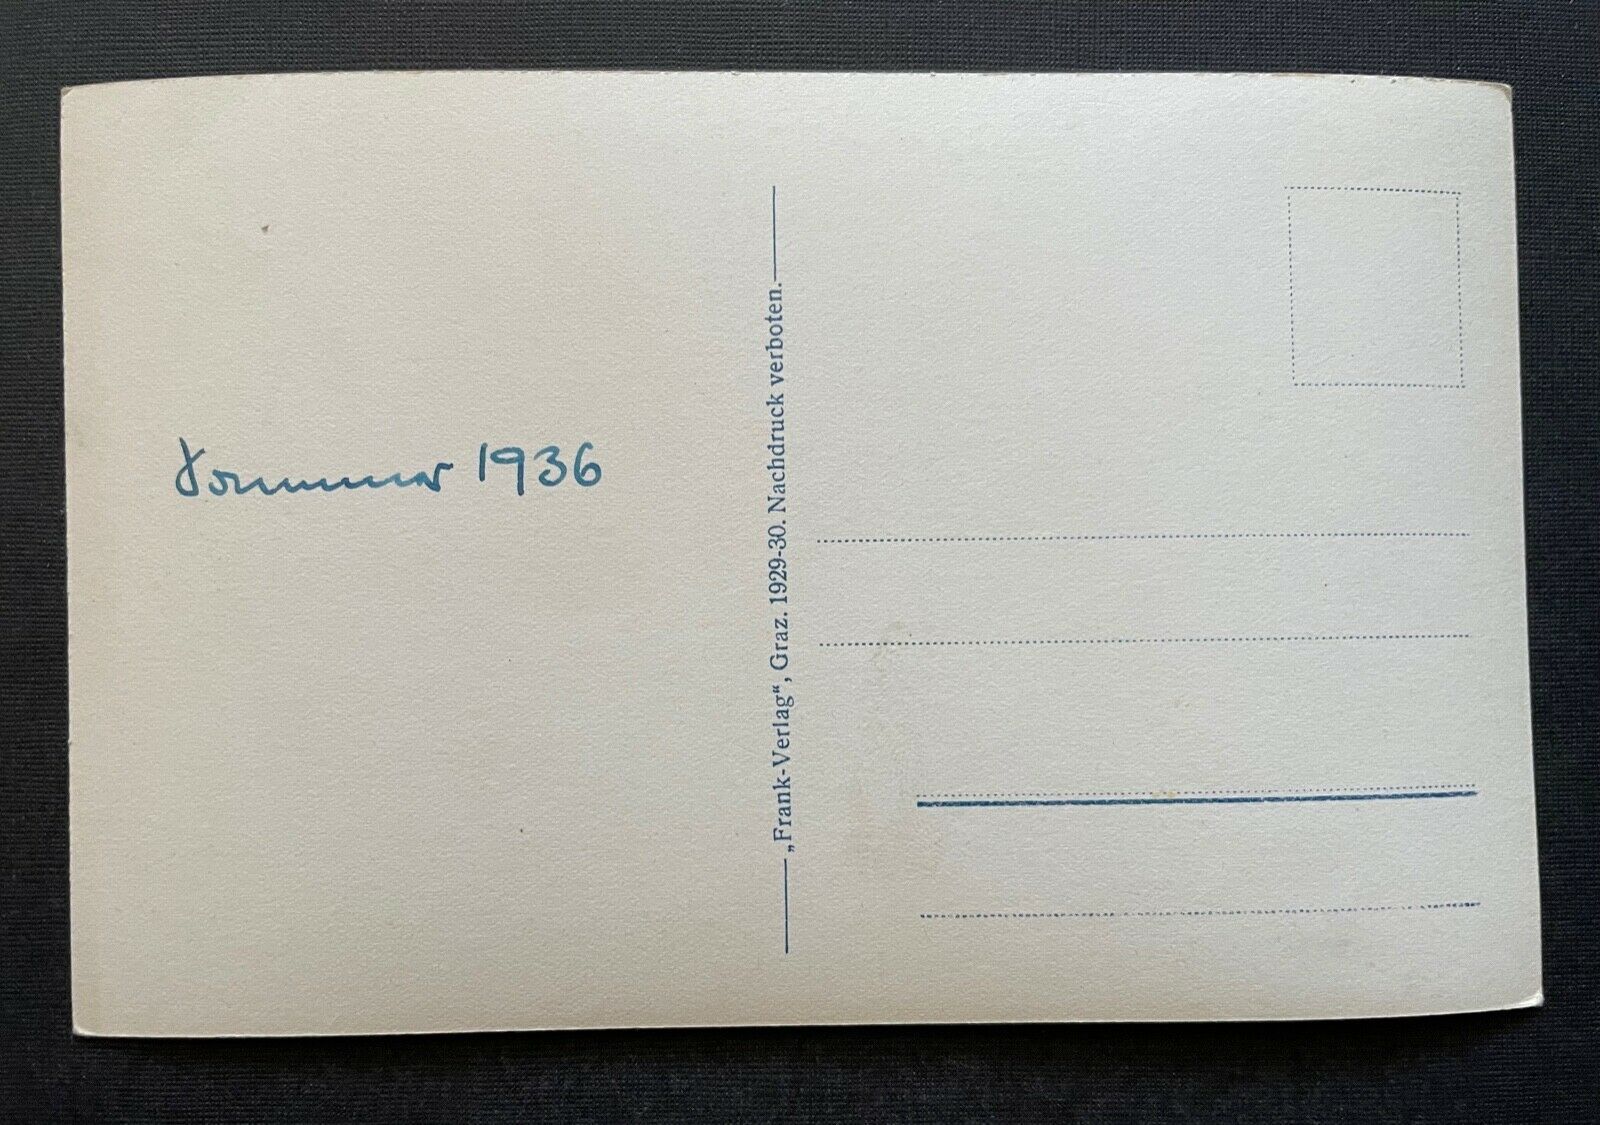 Sommer 1936
„Frank-Verlag“, Graz. 1929-30. Nachdruck verboten.